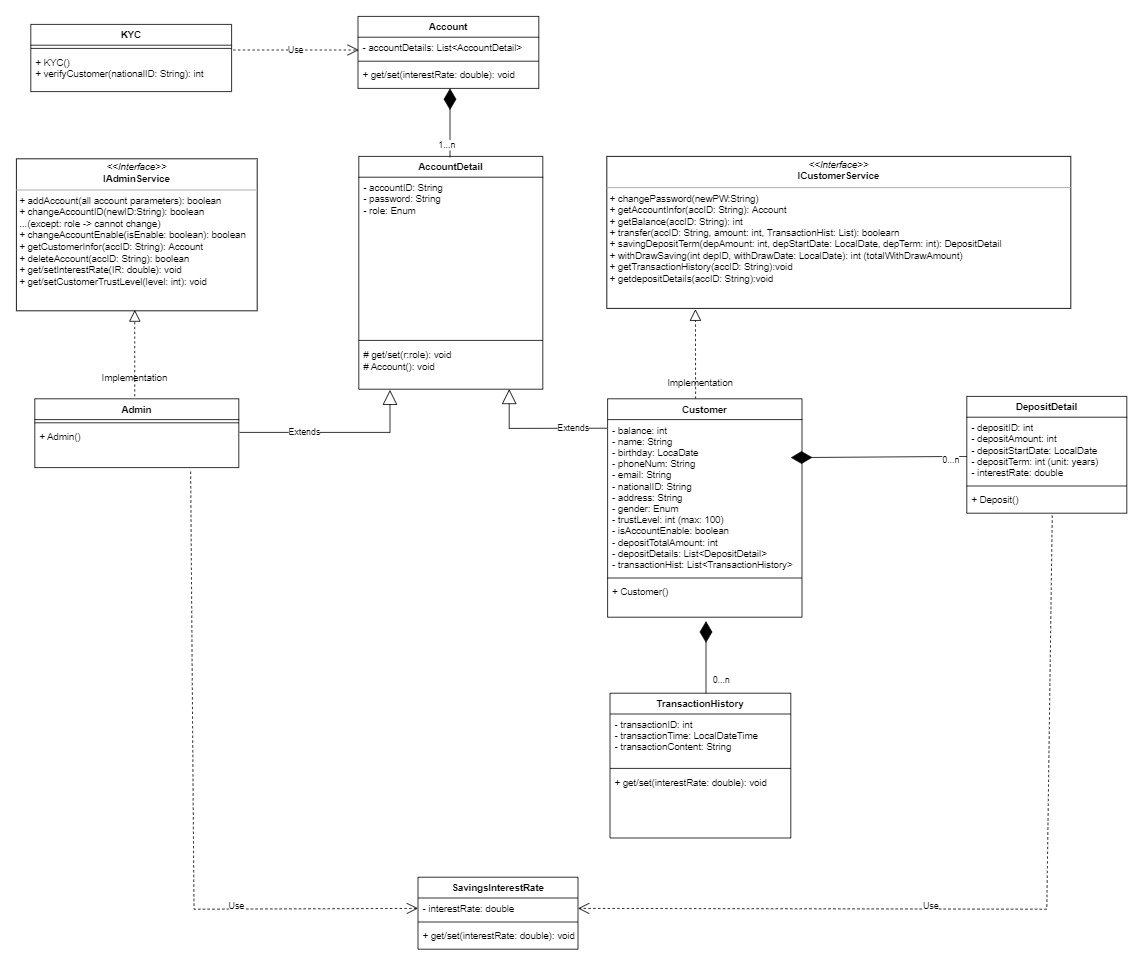 KYC
+ KYC()
+ verifyCustomer(nationalID: String): int
Use
Account
- accountDetails: List<AccountDetail>
+ get/set(interestRate: double): void
1...n
<<Interface>>
IAdminService
+ addAccount(all account parameters): boolean
+ changeAccountID(newID:String): boolean
...(except: role -> cannot change)
+ changeAccountEnable(isEnable: boolean): boolean
+ getCustomerInfor(accID: String): Account
+ deleteAccount(accID: String): boolean
+ get/setInterestRate(IR: double): void
+ get/setCustomerTrustLevel(level: int): void
AccountDetail
- accountID: String
- password: String
- role: Enum
# get/set(r:role): void
# Account(): void
<<Interface>>
ICustomerService
+ changePassword(newPW:String)
+ getAccountInfor(accID: String): Account
+ getBalance(accID: String): int
+ transfer(accID: String, amount: int, TransactionHist: List): boolearn
+ savingDepositTerm(depAmount: int, depStartDate: LocalDate, depTerm: int): DepositDetail
+ withDrawSaving(int depID, withDrawDate: LocalDate): int (totalWithDrawAmount)
+ getTransactionHistory(accID: String):void
+ getdepositDetails(accID: String):void
Implementation
Implementation
Admin
+ Admin()
Extends
Extends
Customer
- balance: int
- name: String
- birthday: LocaDate
- phoneNum: String
- email: String
- nationalID: String
- address: String
- gender: Enum
- trustLevel: int (max: 100)
- isAccountEnable: boolean
- depositTotalAmount: int
- depositDetails: List<DepositDetail>
- transactionHist: List<TransactionHistory>
+ Customer()
0...n
DepositDetail
- depositID: int
- depositAmount: int
- depositStartDate: LocalDate
- depositTerm: int (unit: years)
- interestRate: double
+ Deposit()
0...n
TransactionHistory
- transactionID: int
- transactionTime: LocalDateTime
- transactionContent: String
+ get/set(interestRate: double): void
SavingsInterestRate
- interestRate: double
+ get/set(interestRate: double): void
Use
Use